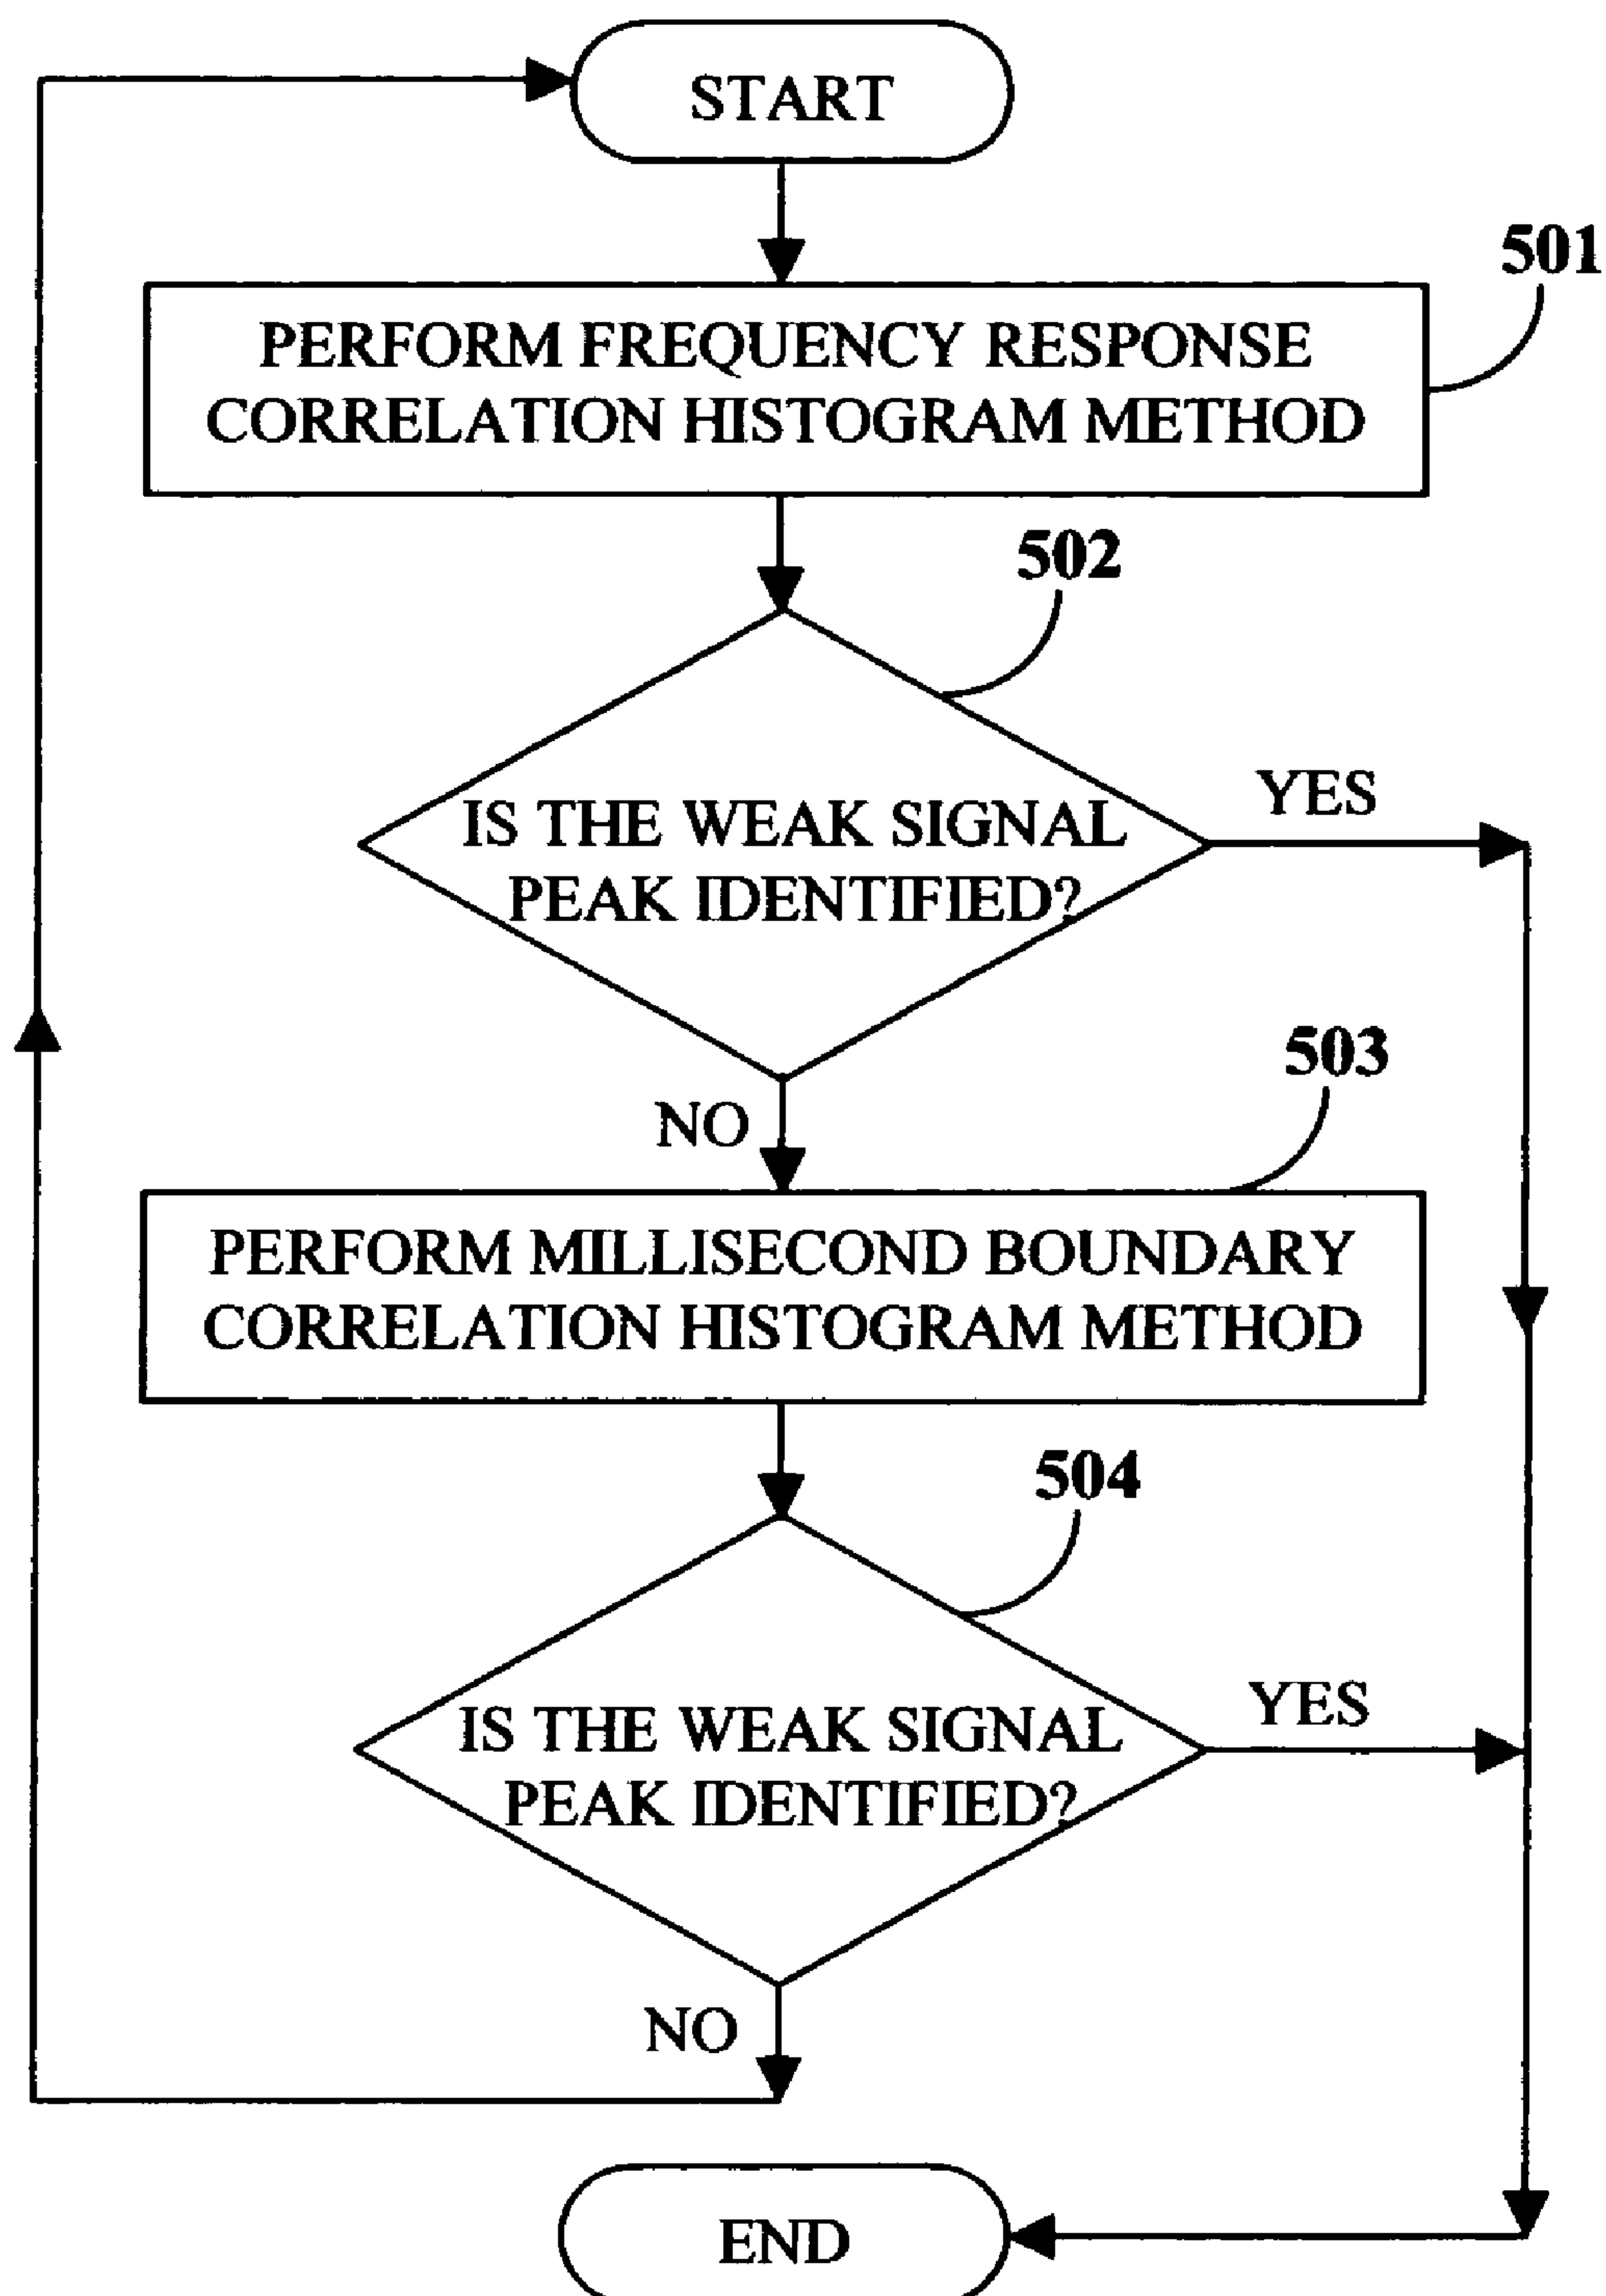 START
501
PERFORM FREQUENCY RESPONSE
CORRELATION HISTOGRAM METHOD
502
IS THE WEAK SIGNAL
PEAK IDENTIFIED?
YES
NO
503
PERFORM MILLISECOND BOUNDARY
CORRELATION HISTOGRAM METHOD
504
IS THE WEAK SIGNAL
PEAK IDENTIFIED?
YES
NO
END